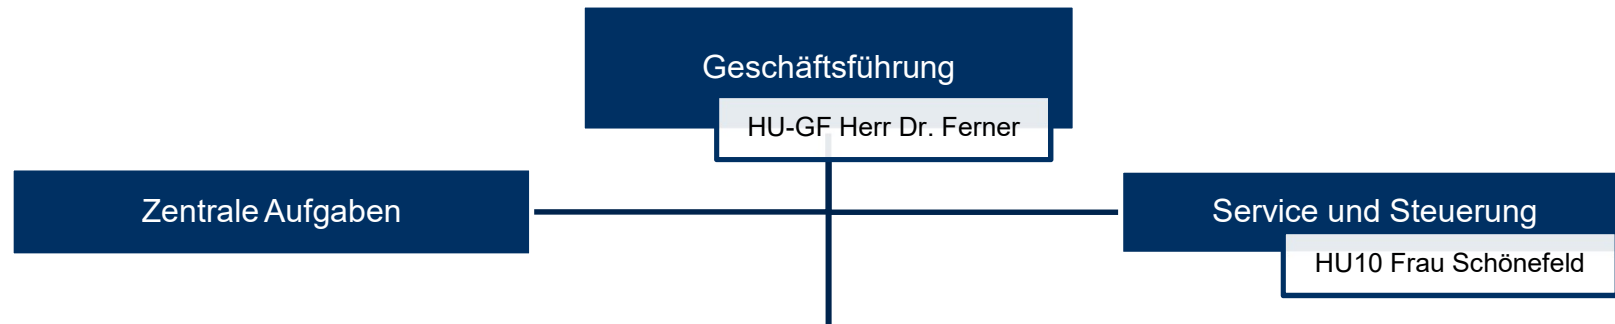 Geschäftsführung
HU-GF Herr Dr. Ferner
Zentrale Aufgaben
Service und Steuerung
HU10 Frau Schönefeld